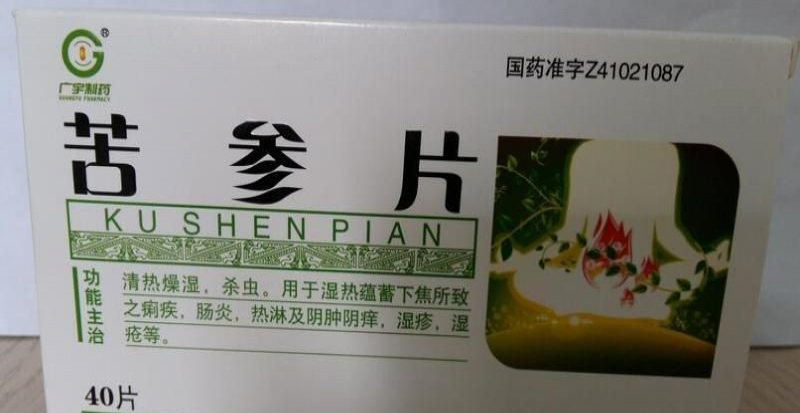 ®
国药准字Z41021087
广宇制药
GUANGYU PHARMACY
苦参片
KU SHEN PIAN
功能主治
清热燥湿，杀虫。用于湿热蕴蓄下焦所致
之痢疾，肠炎，热淋及阴肿阴痒，湿疹，湿
疮等。
40片